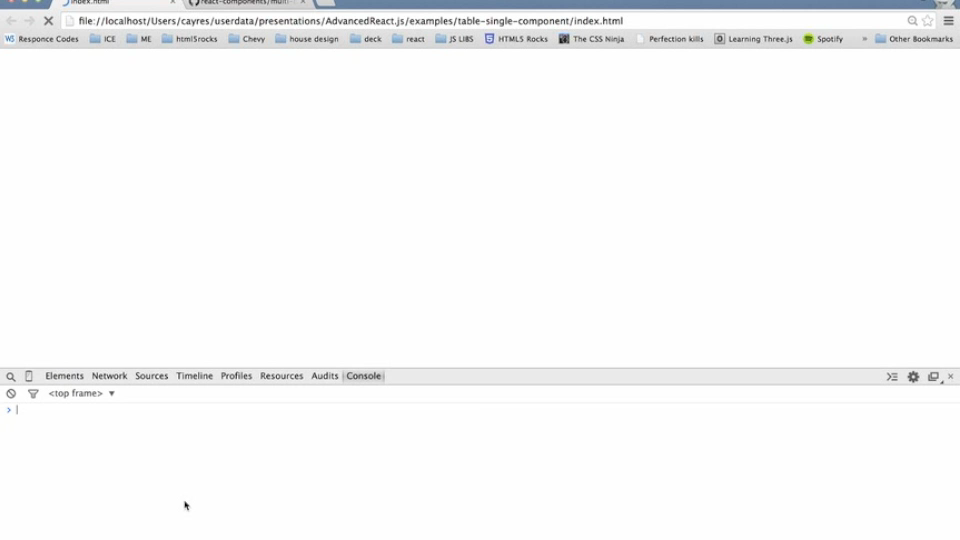 index.html × react-components/mult ×
file://localhost/Users/cayres/userdata/presentations/AdvancedReact.js/examples/table-single-component/index.html
W3 Responce Codes ICE ME html5rocks Chevy house design deck react JS LIBS HTML5 Rocks The CSS Ninja Perfection kills Learning Three.js Spotify » Other Bookmarks
Elements Network Sources Timeline Profiles Resources Audits Console ×
<top frame> ▼
>